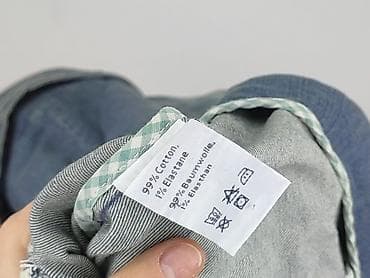 99% Cotton,
1% Elastane
99% Baumwolle,
1% Elasthan